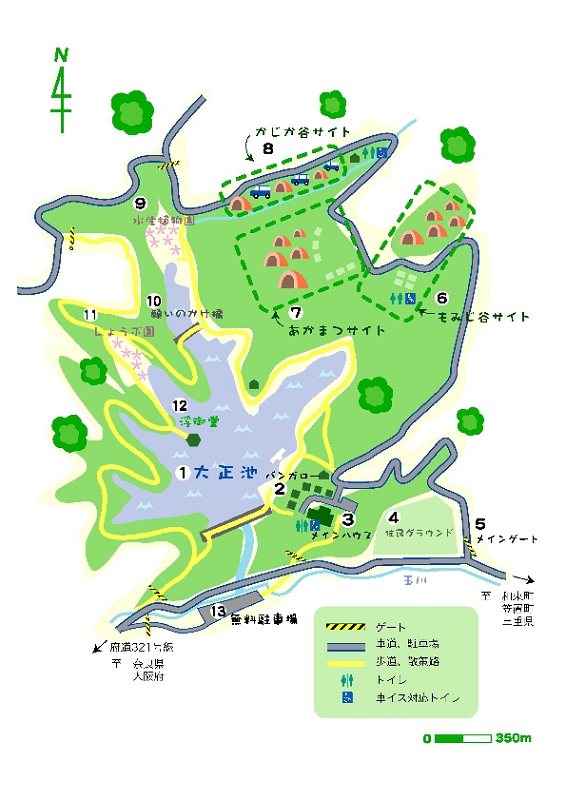 N
かじか谷サイト
8
9
水生植物園
10
願いのかけ橋
11
しょうぶ園
6
もみじ谷サイト
7
あかまつサイト
12
浮御堂
1 大正池
バンガロー
2
3
メインハウス
4
住民グラウンド
5
メインゲート
玉川
至 和束町
笠置町
三重県
13 無料駐車場
府道321号線
至 奈良県
大阪府
ゲート
車道、駐車場
歩道、散策路
トイレ
車イス対応トイレ
0 350m